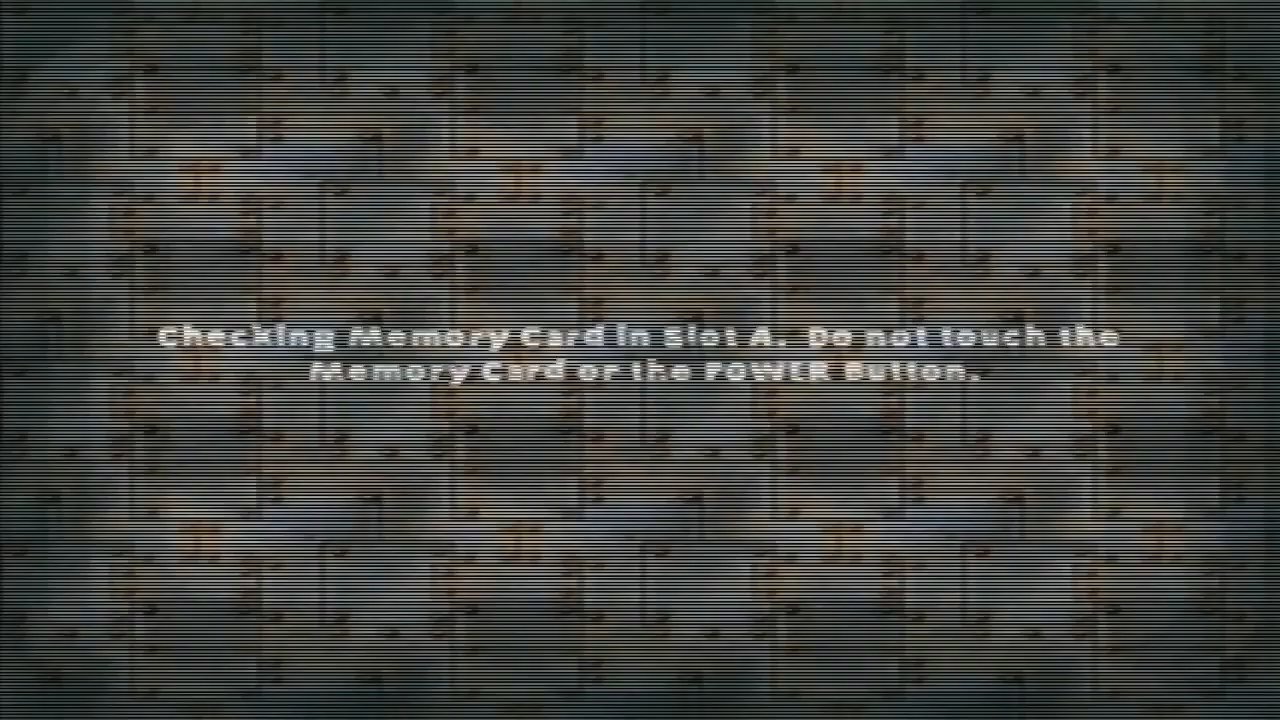 Checking Memory Card in Slot A.  Do not touch the
Memory Card or the POWER Button.